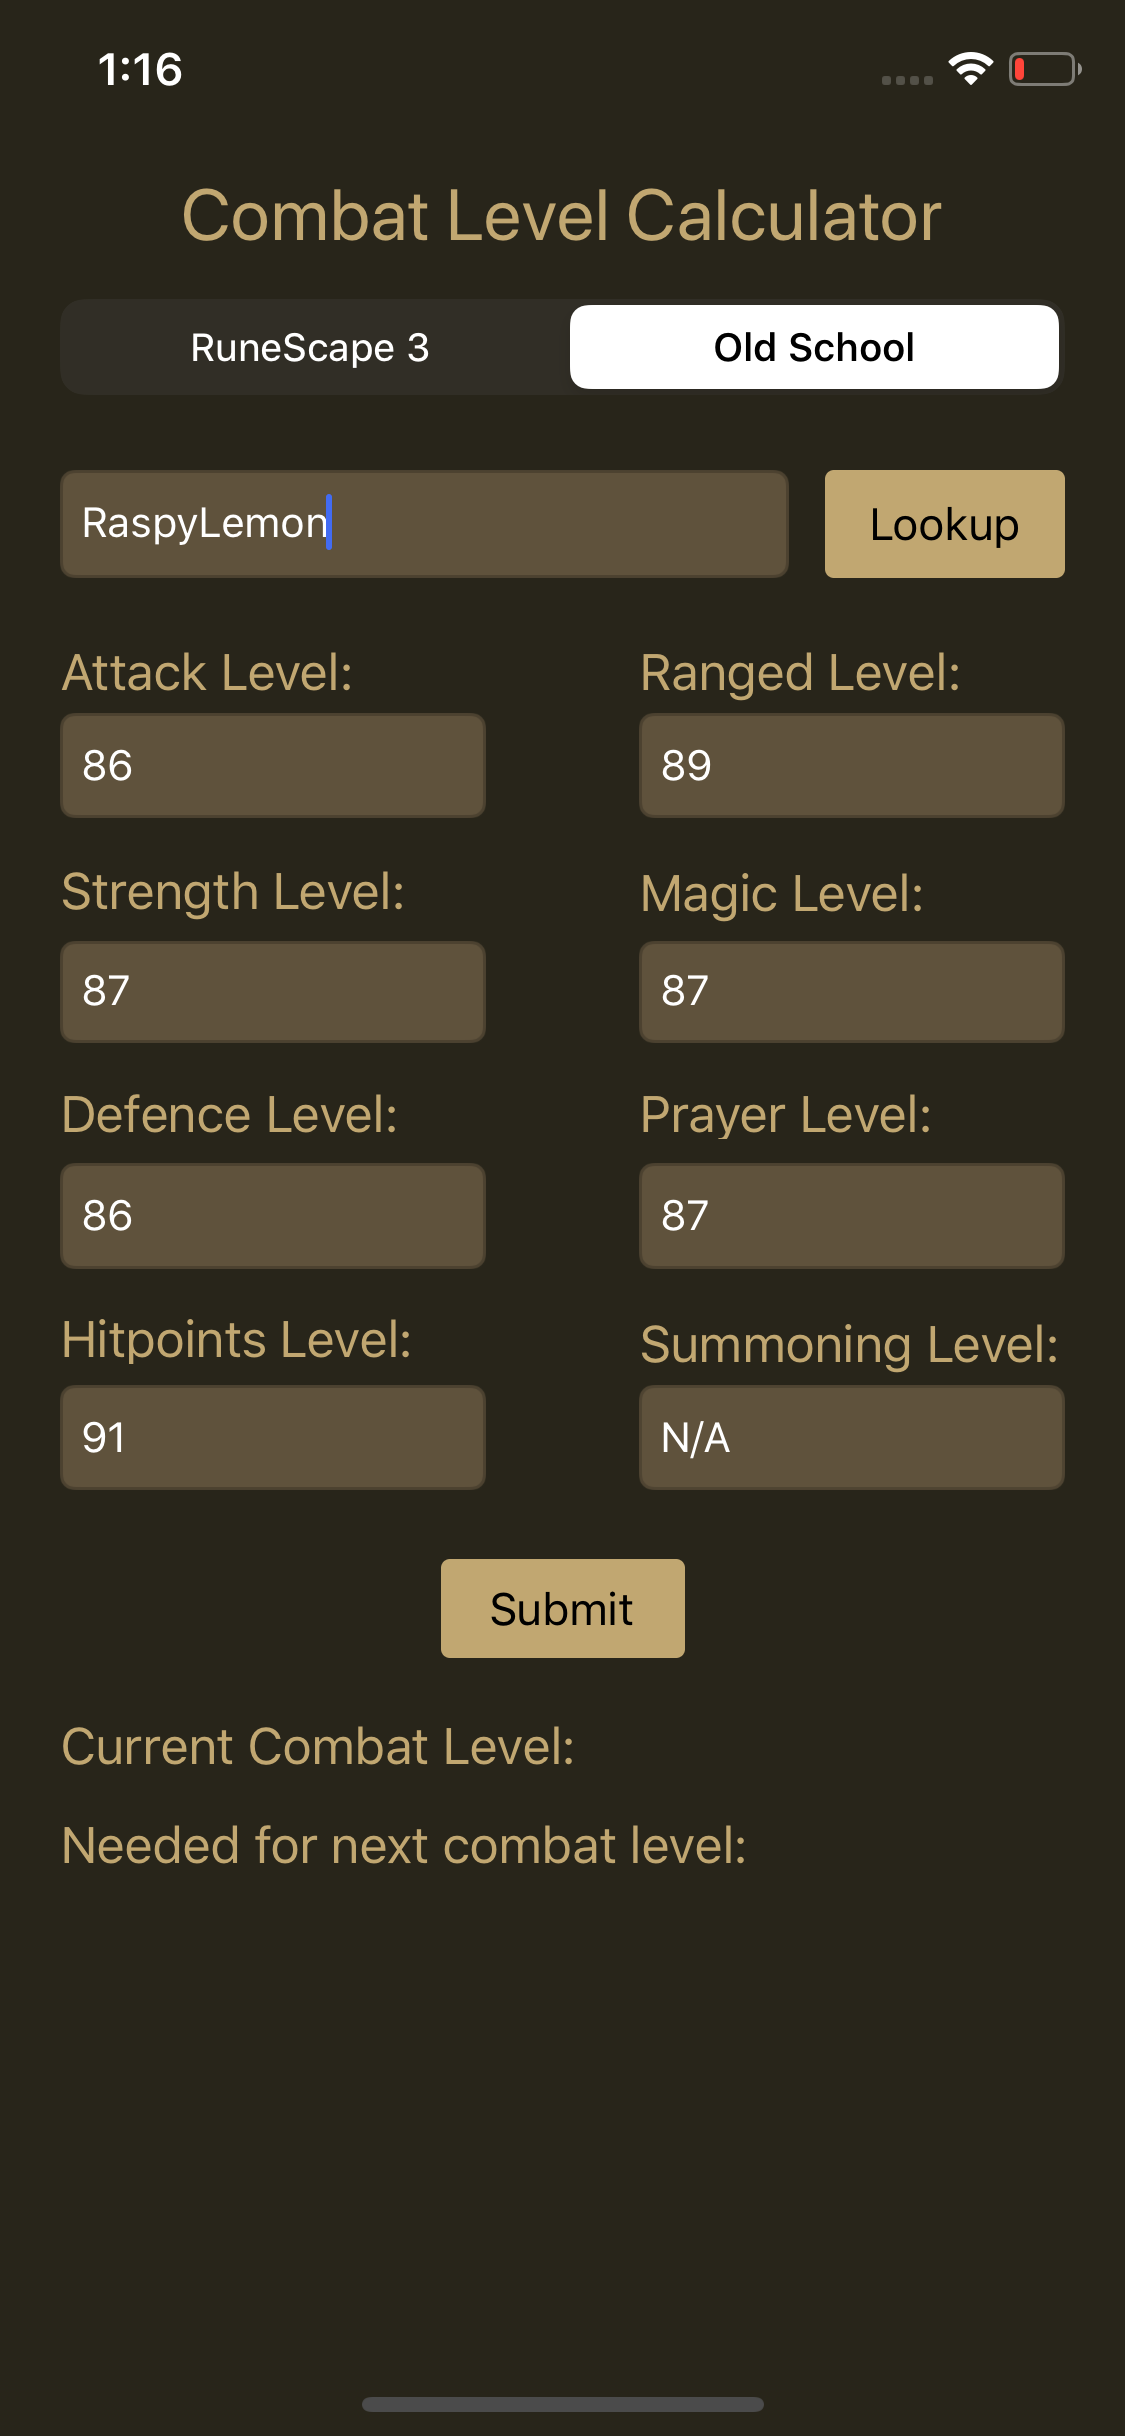 1:16
Combat Level Calculator
RuneScape 3
Old School
RaspyLemon
Lookup
Attack Level:
Ranged Level:
86
89
Strength Level:
Magic Level:
87
87
Defence Level:
Prayer Level:
86
87
Hitpoints Level:
Summoning Level:
91
N/A
Submit
Current Combat Level:
Needed for next combat level: